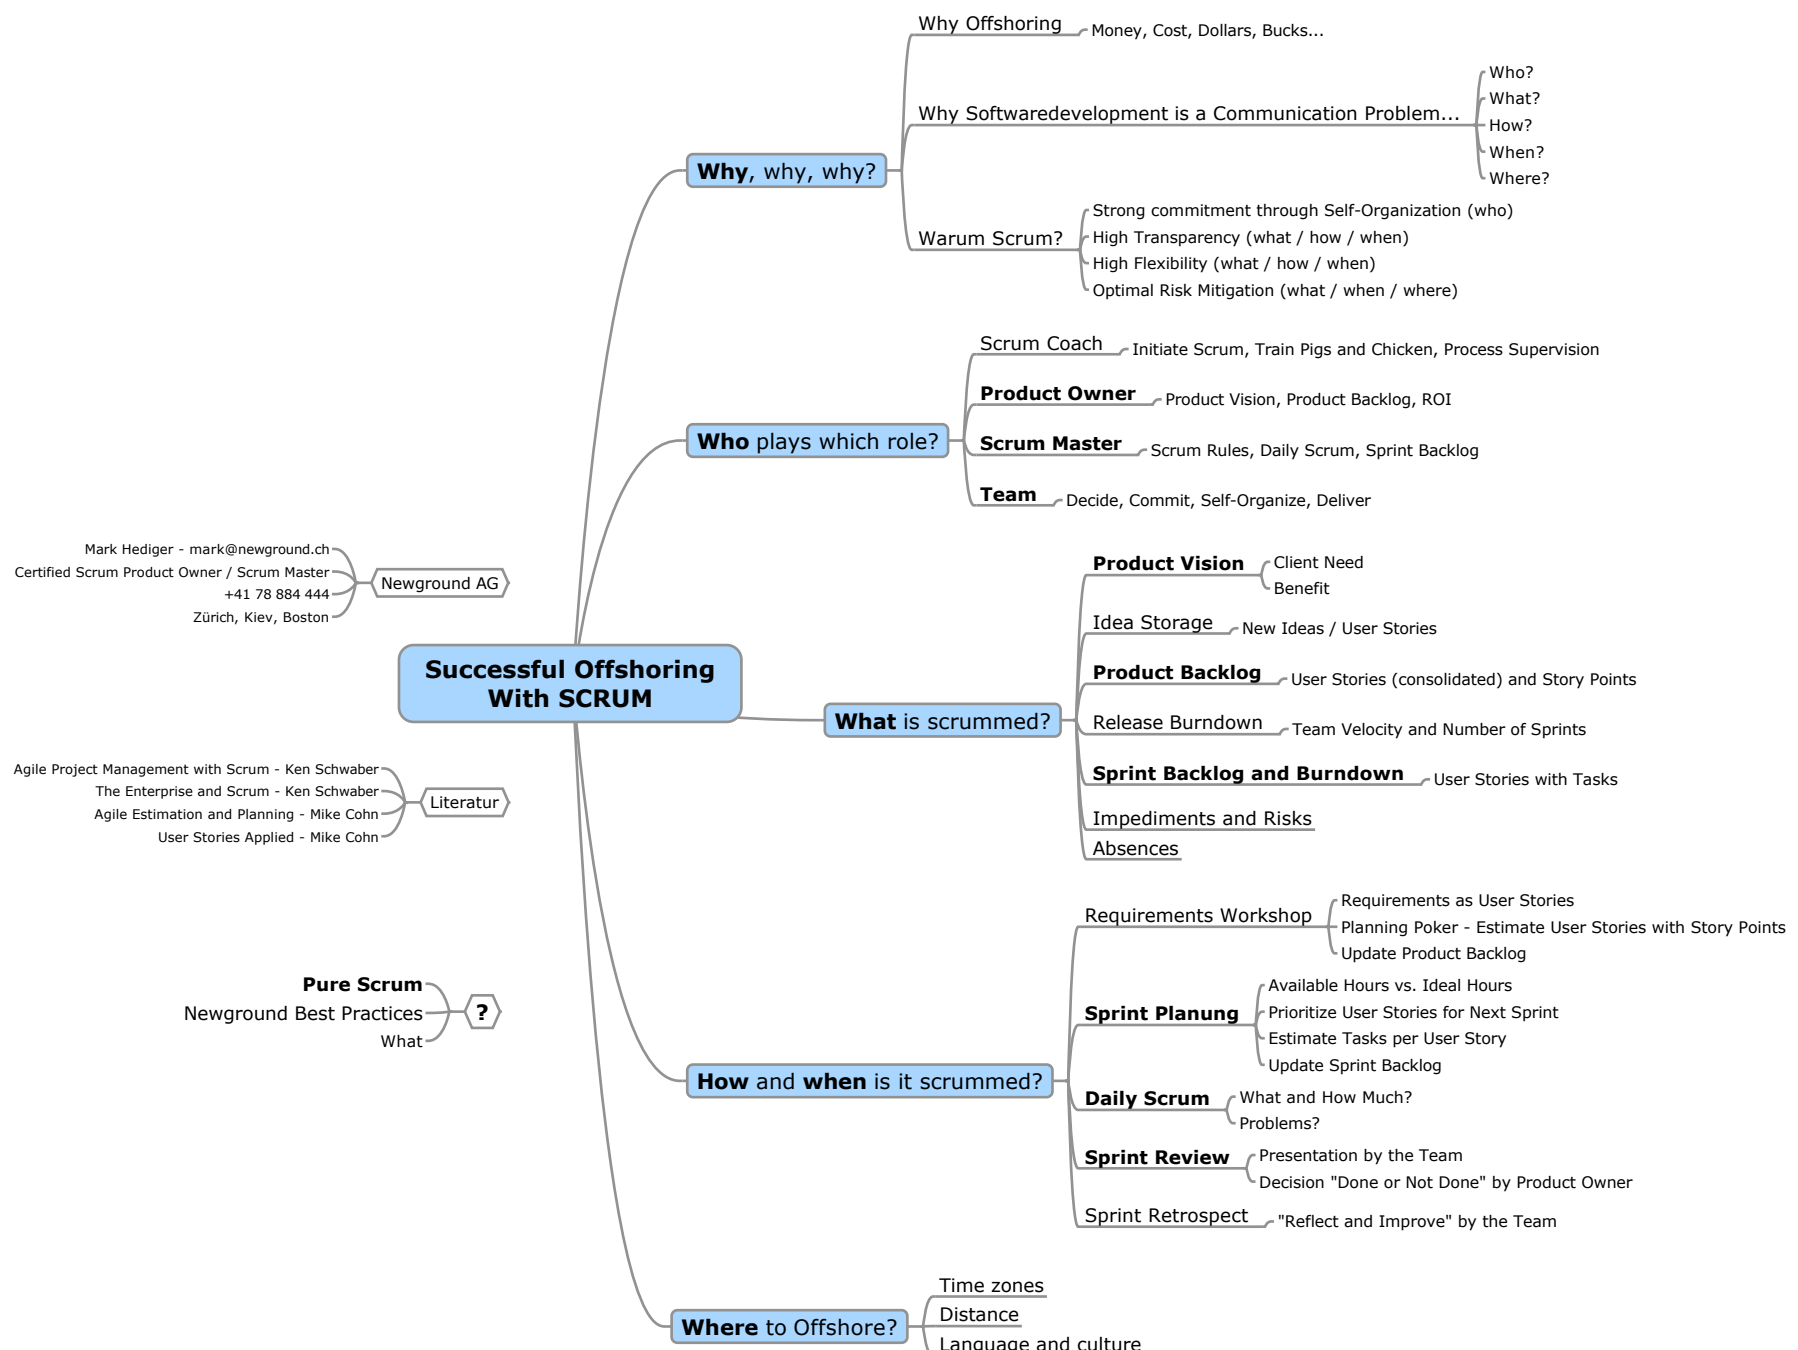 Successful Offshoring
With SCRUM
Why, why, why?
Why Offshoring
Money, Cost, Dollars, Bucks...
Why Softwaredevelopment is a Communication Problem...
Who?
What?
How?
When?
Where?
Warum Scrum?
Strong commitment through Self-Organization (who)
High Transparency (what / how / when)
High Flexibility (what / how / when)
Optimal Risk Mitigation (what / when / where)
Who plays which role?
Scrum Coach
Initiate Scrum, Train Pigs and Chicken, Process Supervision
Product Owner
Product Vision, Product Backlog, ROI
Scrum Master
Scrum Rules, Daily Scrum, Sprint Backlog
Team
Decide, Commit, Self-Organize, Deliver
What is scrummed?
Product Vision
Client Need
Benefit
Idea Storage
New Ideas / User Stories
Product Backlog
User Stories (consolidated) and Story Points
Release Burndown
Team Velocity and Number of Sprints
Sprint Backlog and Burndown
User Stories with Tasks
Impediments and Risks
Absences
How and when is it scrummed?
Requirements Workshop
Requirements as User Stories
Planning Poker - Estimate User Stories with Story Points
Update Product Backlog
Sprint Planung
Available Hours vs. Ideal Hours
Prioritize User Stories for Next Sprint
Estimate Tasks per User Story
Update Sprint Backlog
Daily Scrum
What and How Much?
Problems?
Sprint Review
Presentation by the Team
Decision "Done or Not Done" by Product Owner
Sprint Retrospect
"Reflect and Improve" by the Team
Where to Offshore?
Time zones
Distance
Language and culture
Newground AG
Mark Hediger - mark@newground.ch
Certified Scrum Product Owner / Scrum Master
+41 78 884 444
Zürich, Kiev, Boston
Literatur
Agile Project Management with Scrum - Ken Schwaber
The Enterprise and Scrum - Ken Schwaber
Agile Estimation and Planning - Mike Cohn
User Stories Applied - Mike Cohn
?
Pure Scrum
Newground Best Practices
What